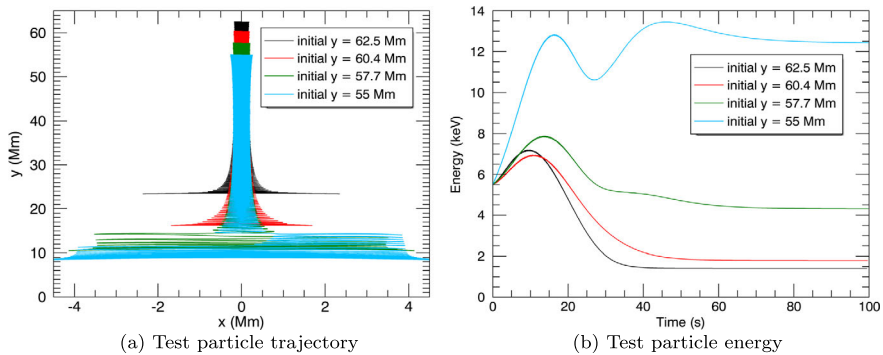 60
50
40
30
20
10
0
y (Mm)
-4
-2
0
2
4
x (Mm)
initial y = 62.5 Mm
initial y = 60.4 Mm
initial y = 57.7 Mm
initial y = 55 Mm
(a) Test particle trajectory
14
12
10
8
6
4
2
0
Energy (keV)
0
20
40
60
80
100
Time (s)
initial y = 62.5 Mm
initial y = 60.4 Mm
initial y = 57.7 Mm
initial y = 55 Mm
(b) Test particle energy